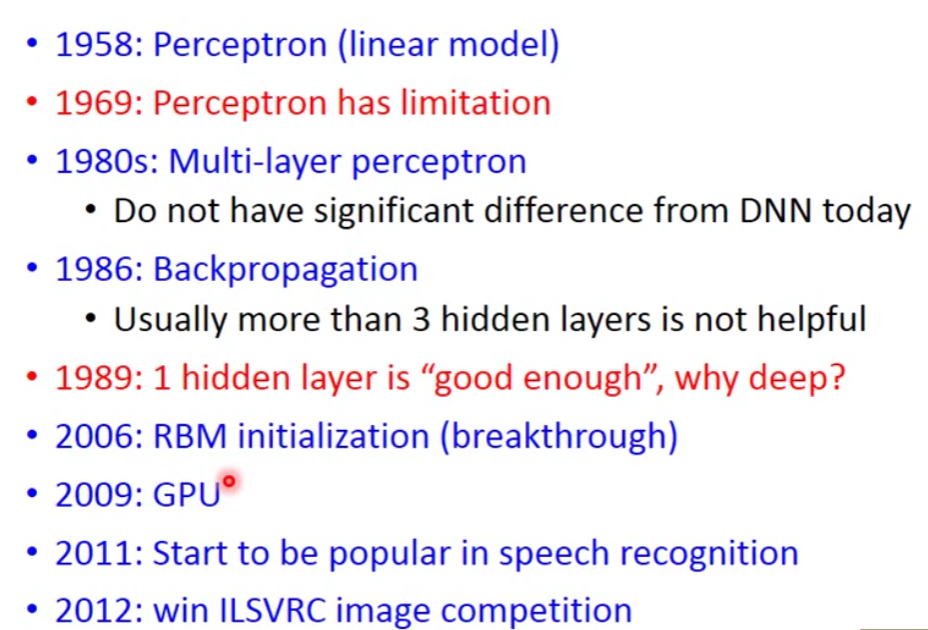 • 1958: Perceptron (linear model)
• 1969: Perceptron has limitation
• 1980s: Multi-layer perceptron
• Do not have significant difference from DNN today
• 1986: Backpropagation
• Usually more than 3 hidden layers is not helpful
• 1989: 1 hidden layer is “good enough”, why deep?
• 2006: RBM initialization (breakthrough)
• 2009: GPU
• 2011: Start to be popular in speech recognition
• 2012: win ILSVRC image competition